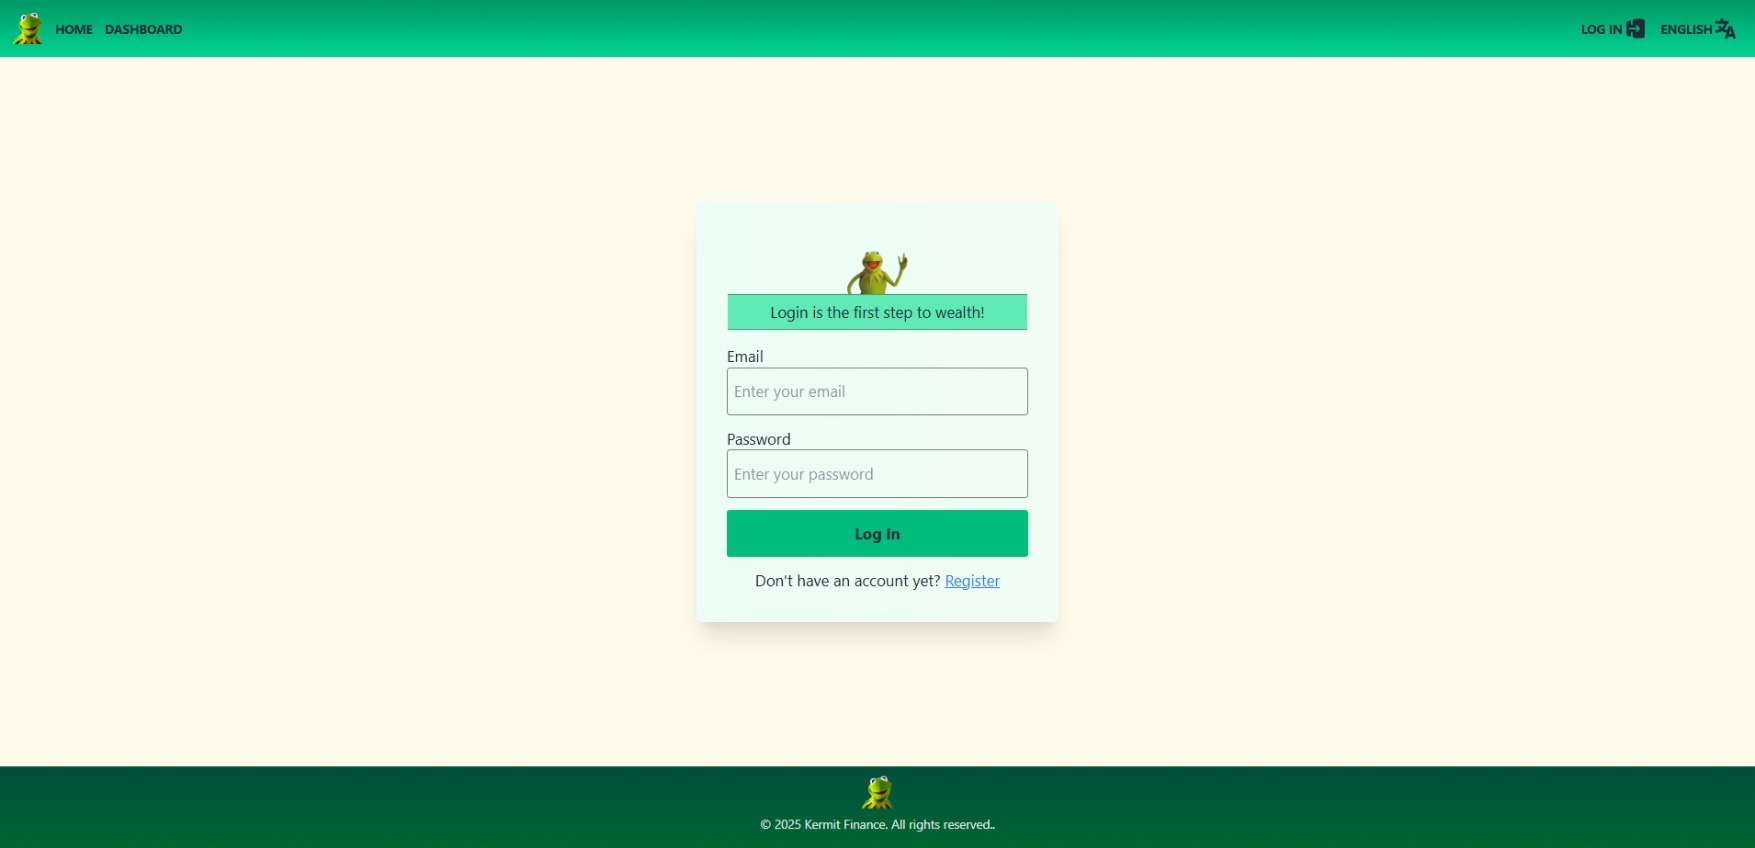 HOME DASHBOARD LOG IN ENGLISH
Login is the first step to wealth!
Email
Enter your email
Password
Enter your password
Log In
Don't have an account yet? Register
© 2025 Kermit Finance. All rights reserved..